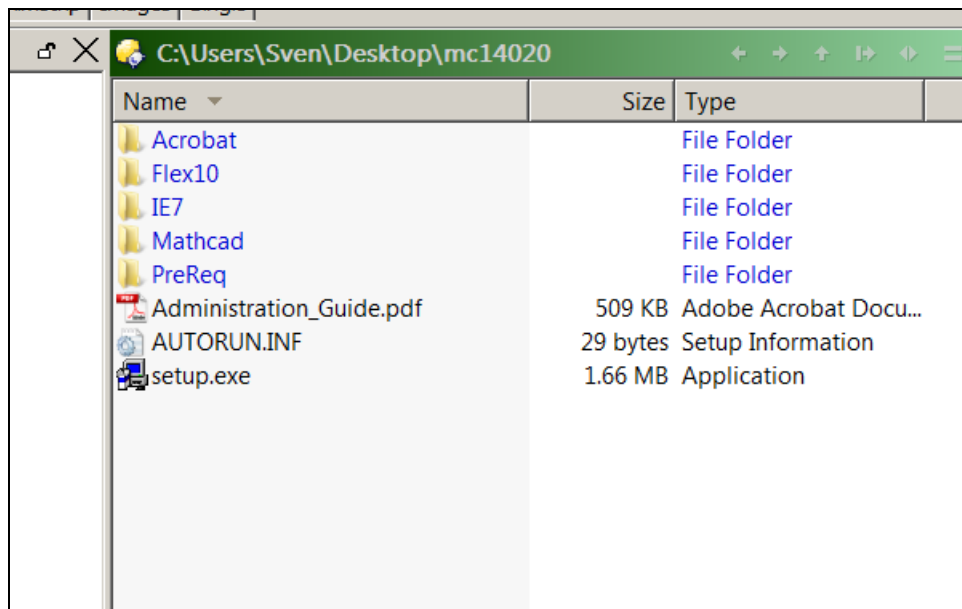 C:\Users\Sven\Desktop\mc14020
Name Size Type
Acrobat File Folder
Flex10 File Folder
IE7 File Folder
Mathcad File Folder
PreReq File Folder
Administration_Guide.pdf 509 KB Adobe Acrobat Docu...
AUTORUN.INF 29 bytes Setup Information
setup.exe 1.66 MB Application